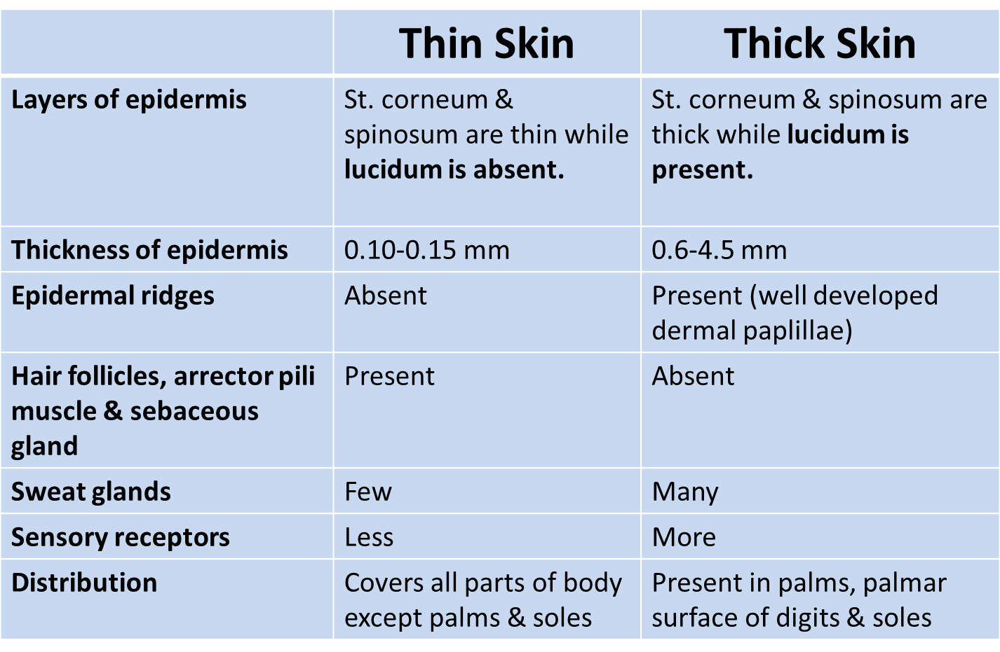 Thin Skin
Thick Skin
Layers of epidermis
St. corneum &
spinosum are thin while
lucidum is absent.
St. corneum & spinosum are
thick while lucidum is
present.
Thickness of epidermis
0.10-0.15 mm
0.6-4.5 mm
Epidermal ridges
Absent
Present (well developed
dermal paplillae)
Hair follicles, arrector pili
muscle & sebaceous
gland
Present
Absent
Sweat glands
Few
Many
Sensory receptors
Less
More
Distribution
Covers all parts of body
except palms & soles
Present in palms, palmar
surface of digits & soles